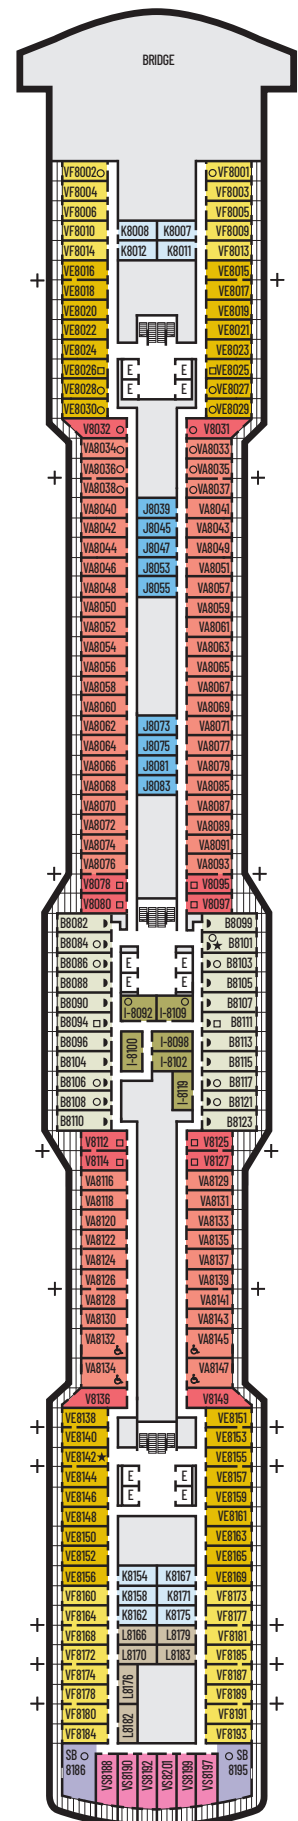 BRIDGE
VF8002 VF8001
VF8004 VF8003
VF8006 VF8005
VF8010 K8008 K8007 VF8009
VF8014 K8012 K8011 VF8013
VE8016 VE8015
VE8018 VE8017
VE8020 VE8019
VE8022 VE8021
VE8024 VE8023
VE8026 E E VE8025
VE8028 E E VE8027
VE8030 VE8029
V8032 V8031
VA8034 VA8033
VA8036 VA8035
VA8038 VA8037
VA8040 J8039 VA8041
VA8042 J8045 VA8043
VA8044 J8047 VA8049
VA8046 J8053 VA8051
VA8048 J8055 VA8057
VA8050 VA8059
VA8052 VA8061
VA8054 VA8063
VA8056 VA8065
VA8058 VA8067
VA8060 VA8069
VA8062 J8073 VA8071
VA8064 J8075 VA8077
VA8066 J8081 VA8079
VA8068 J8083 VA8085
VA8070 VA8087
VA8072 VA8089
VA8074 VA8091
VA8076 VA8093
V8078 V8095
V8080 V8097
B8082 B8099
B8084 B8101
B8086 E E B8103
B8088 E E B8105
B8090 I-8092 I-8109 B8107
B8094 B8111
B8096 I-8100 I-8098 B8113
B8104 I-8102 B8115
B8106 I-8119 B8117
B8108 B8121
B8110 B8123
V8112 V8125
V8114 V8127
VA8116 VA8129
VA8118 VA8131
VA8120 VA8133
VA8122 VA8135
VA8124 VA8137
VA8126 VA8139
VA8128 VA8141
VA8130 VA8143
VA8132 VA8145
VA8134 VA8147
V8136 V8149
VE8138 VE8151
VE8140 VE8153
VE8142 VE8155
VE8144 E E VE8157
VE8146 E E VE8159
VE8148 VE8161
VE8150 VE8163
VE8152 VE8165
VE8156 K8154 K8167 VE8169
VF8160 K8158 K8171 VF8173
VF8164 K8162 K8175 VF8177
VF8168 L8166 L8179 VF8181
VF8172 L8170 L8183 VF8185
VF8174 L8176 VF8187
VF8178 VF8189
VF8180 L8182 VF8191
VF8184 VF8193
SB 8186 VS8188 VS8190 VS8192 VS8201 VS8199 VS8197 SB 8195